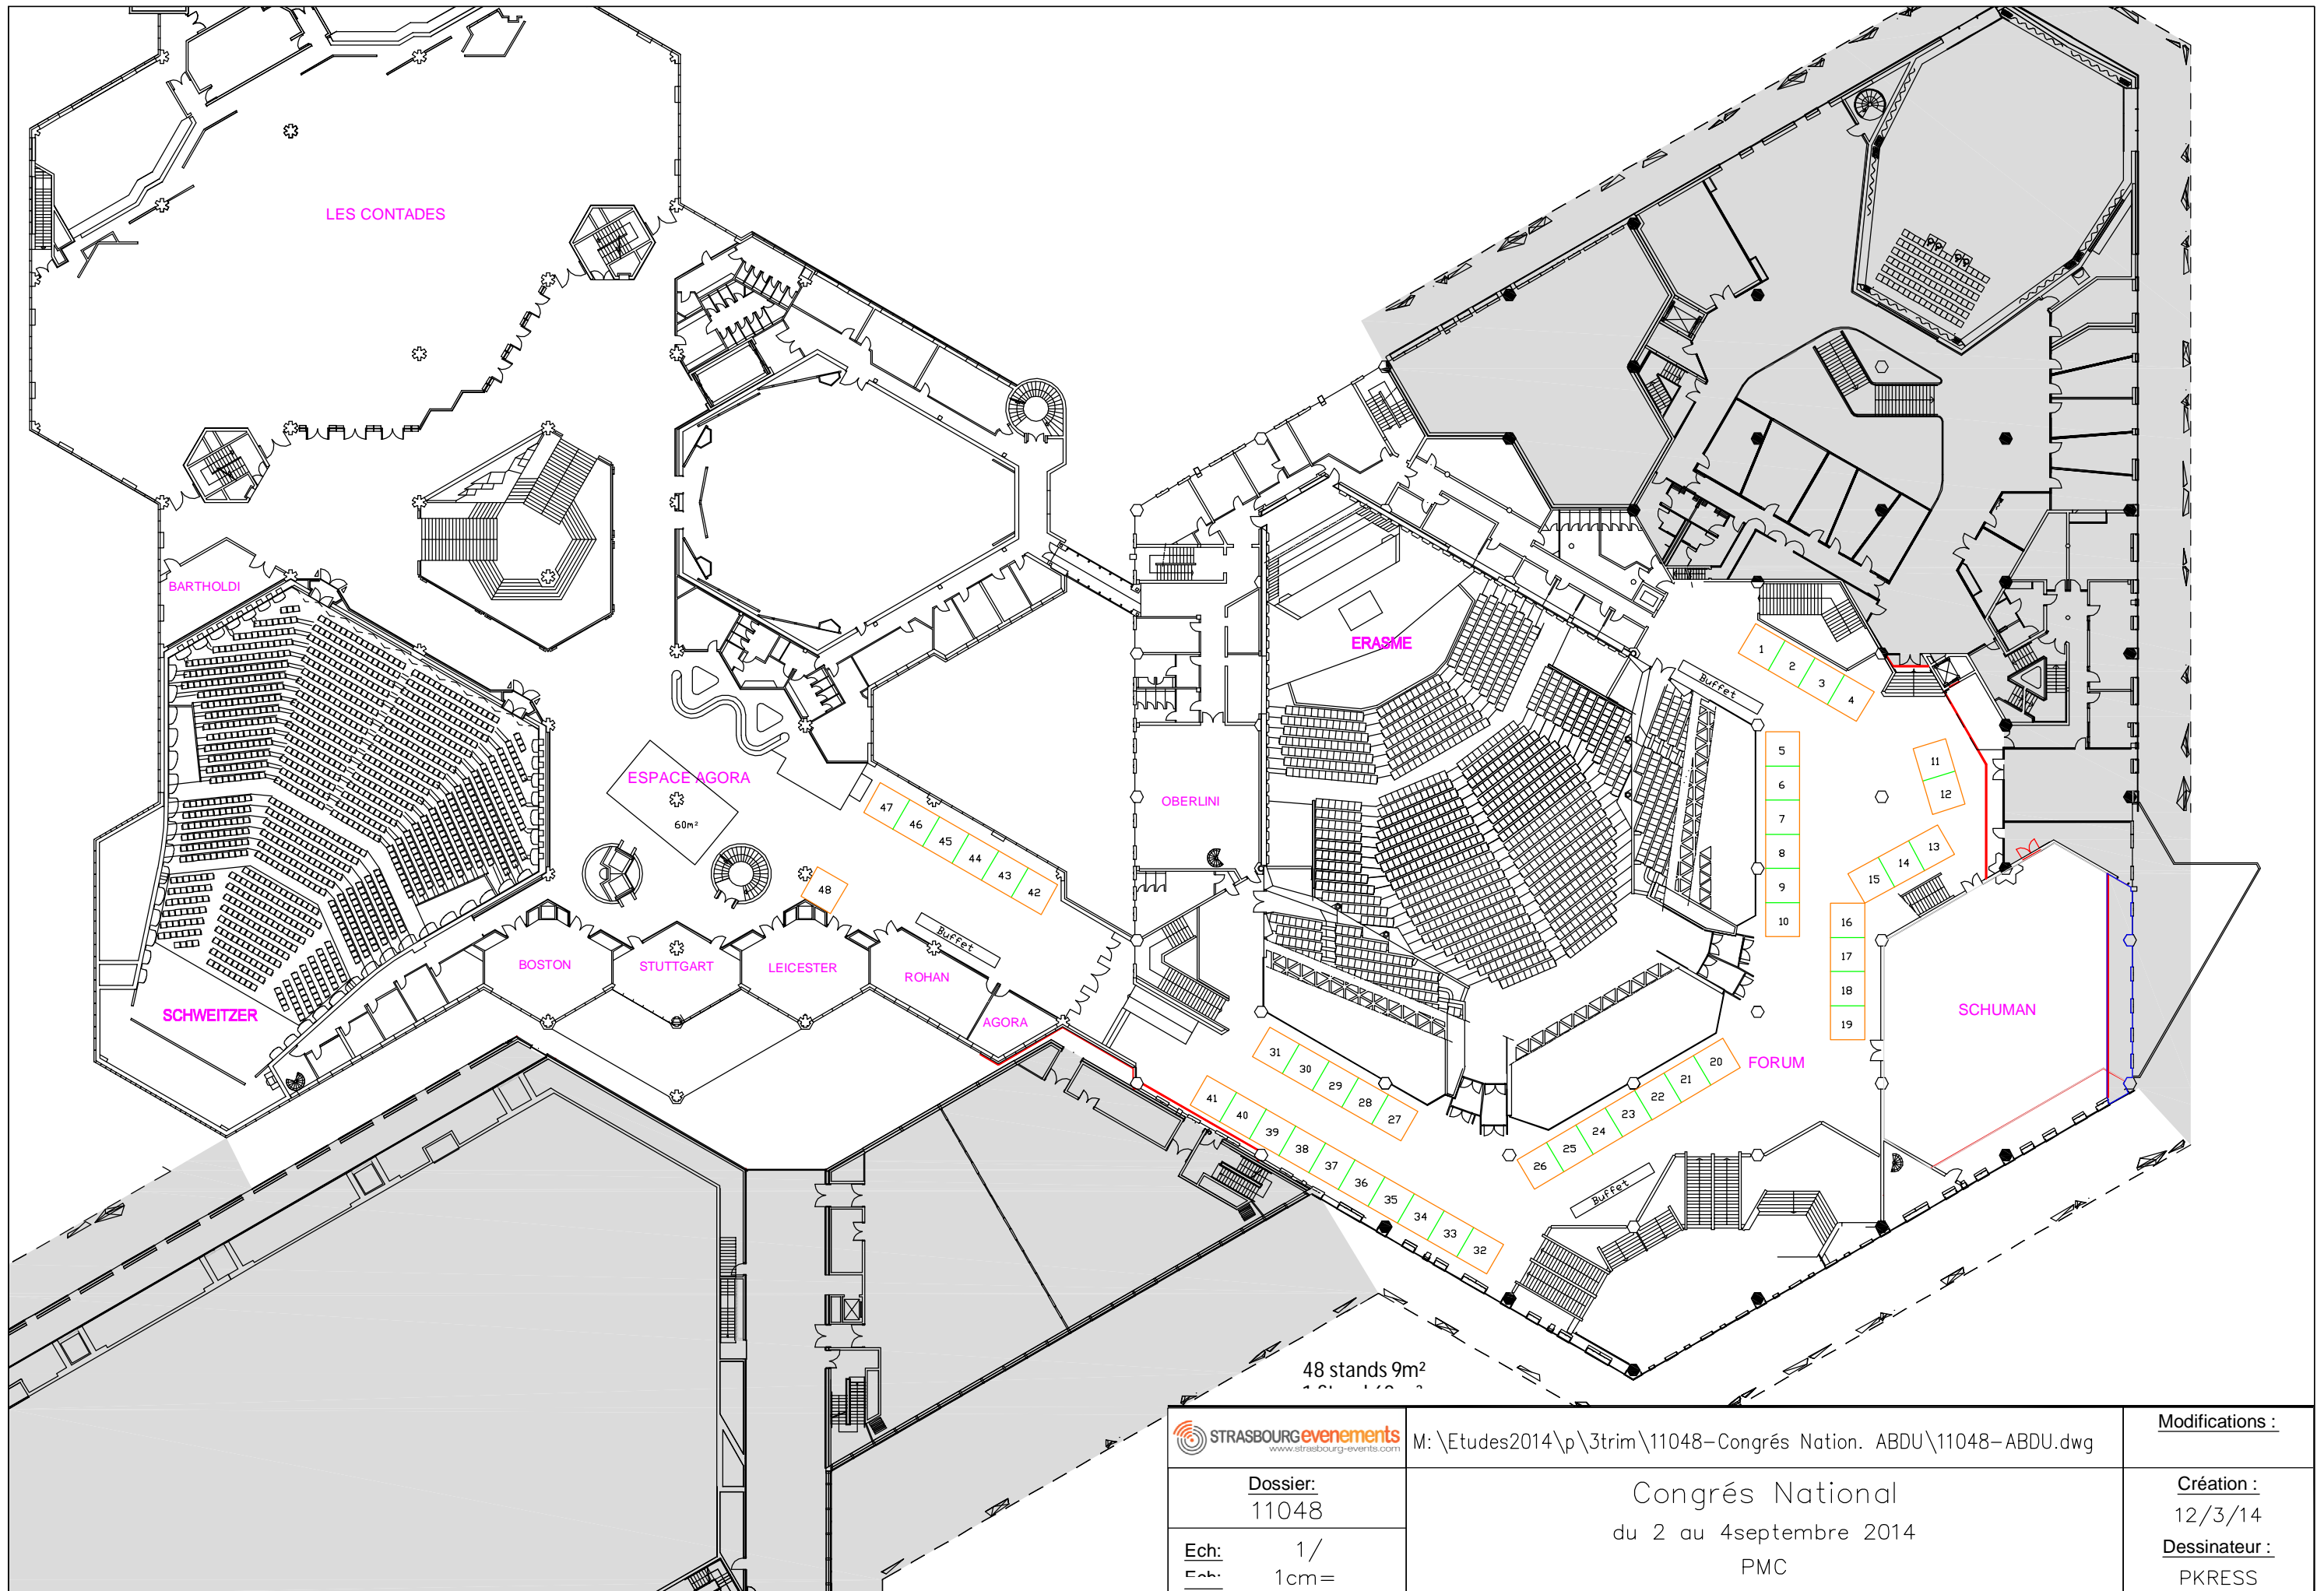 LES CONTADES
BARTHOLDI
ERASME
1
2
3
4
Buffet
5
6
7
8
9
10
11
12
13
14
15
16
17
18
19
ESPACE AGORA
60m²
OBERLINI
47
46
45
44
43
42
48
Buffet
BOSTON
STUTTGART
LEICESTER
ROHAN
AGORA
SCHWEITZER
SCHUMAN
FORUM
31
30
29
28
27
20
21
22
23
24
25
26
41
40
39
38
37
36
35
34
33
32
Buffet
48 stands 9m²
STRASBOURG evenements
www.strasbourg-events.com
M:\Etudes2014\p\3trim\11048-Congrés Nation. ABDU\11048-ABDU.dwg
Modifications :
Dossier:
11048
Congrés National
du 2 au 4septembre 2014
PMC
Création :
12/3/14
Dessinateur :
PKRESS
Ech: 1/
1cm=